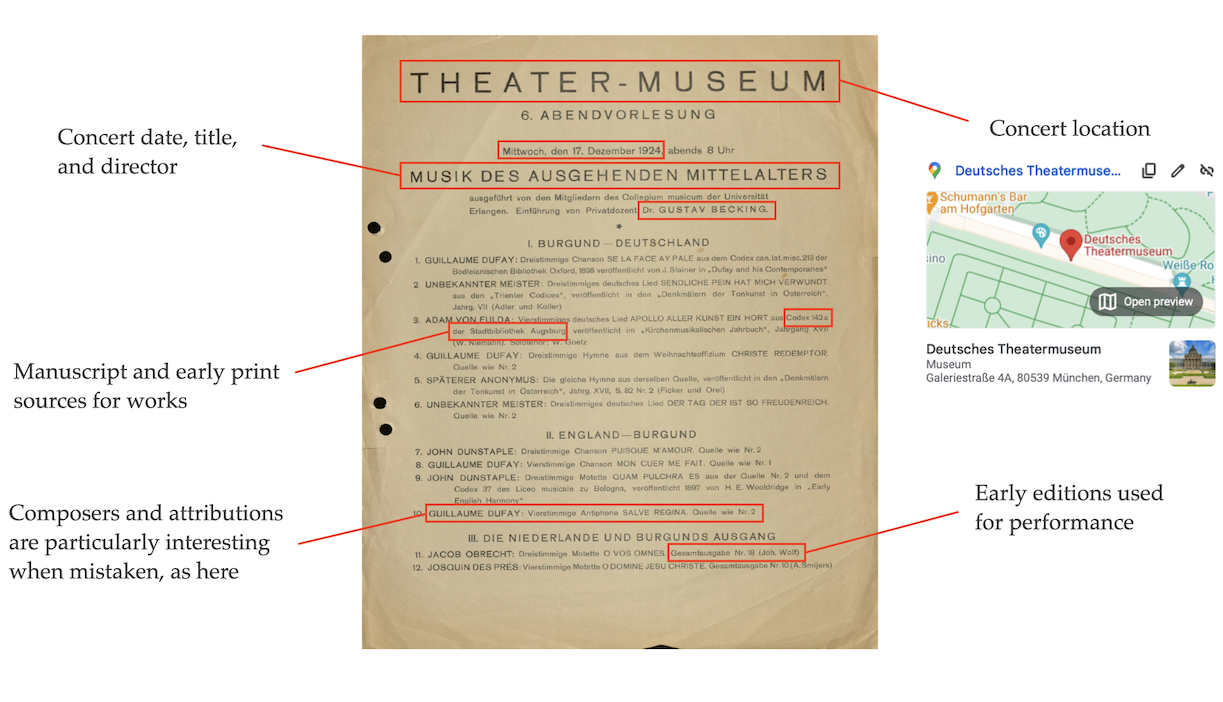 THEATER-MUSEUM
6. ABENDVORLESUNG
Mittwoch, den 17. Dezember 1924, abends 8 Uhr
MUSIK DES AUSGEHENDEN MITTELALTERS
ausgeführt von den Mitgliedern des Collegium musicum der Universität
Erlangen. Einführung von Privatdozent Dr. GUSTAV BECKING.
*
I. BURGUND—DEUTSCHLAND
1. GUILLAUME DUFAY: Dreistimmige Chanson SE LA FACE AY PALE aus dem Codex can. lat. misc. 213 der
Bodleianischen Bibliothek Oxford, 1898 veröffentlicht von J. Stainer in „Dufay and his Contemporaries“
2. UNBEKANNTER MEISTER: Dreistimmiges deutsches Lied SENDLICHE PEIN HAT MICH VERWUNDT
aus den „Trienter Codices“, veröffentlicht in den „Denkmälern der Tonkunst in Österreich“,
Jahrg. VII (Adler und Koller)
3. ADAM VON FULDA: Vierstimmiges deutsches Lied APOLLO ALLER KUNST EIN HORT aus Codex 142a
der Stadtbibliothek Augsburg, veröffentlicht im „Kirchenmusikalischen Jahrbuch“, Jahrgang XVII
(W. Niemann). Solotenor: W. Goetz
4. GUILLAUME DUFAY: Dreistimmige Hymne aus dem Weihnachtsoffizium CHRISTE REDEMPTOR.
Quelle wie Nr. 2
5. SPÄTERER ANONYMUS: Die gleiche Hymne aus derselben Quelle, veröffentlicht in den „Denkmälern
der Tonkunst in Österreich“, Jahrg. XVII, S. 82 Nr. 2 (Ficker und Orel)
6. UNBEKANNTER MEISTER: Dreistimmiges deutsches Lied DER TAG DER IST SO FREUDENREICH.
Quelle wie Nr. 2
II. ENGLAND—BURGUND
7. JOHN DUNSTAPLE: Dreistimmige Chanson PUISQUE M'AMOUR. Quelle wie Nr. 2
8. GUILLAUME DUFAY: Vierstimmige Chanson MON CUER ME FAIT. Quelle wie Nr. 1
9. JOHN DUNSTAPLE: Dreistimmige Motette QUAM PULCHRA ES aus der Quelle Nr. 2 und dem
Codex 37 des Liceo musicale zu Bologna, veröffentlicht 1897 von H. E. Wooldridge in „Early
English Harmony“
10. GUILLAUME DUFAY: Vierstimmige Antiphone SALVE REGINA. Quelle wie Nr. 2
III. DIE NIEDERLANDE UND BURGUNDS AUSGANG
11. JACOB OBRECHT: Dreistimmige Motette O VOS OMNES. Gesamtausgabe Nr. 18 (Joh. Wolf)
12. JOSQUIN DES PRÉS: Vierstimmige Motette O DOMINE JESU CHRISTE. Gesamtausgabe Nr. 10 (A. Smijers)
Concert date, title,
and director
Manuscript and early print
sources for works
Composers and attributions
are particularly interesting
when mistaken, as here
Concert location
Deutsches Theatermuse...
Schumann's Bar
am Hofgarten
Deutsches
Theatermuseum
sino
Weiße Ro
Open preview
icks
Deutsches Theatermuseum
Museum
Galeriestraße 4A, 80539 München, Germany
Early editions used
for performance